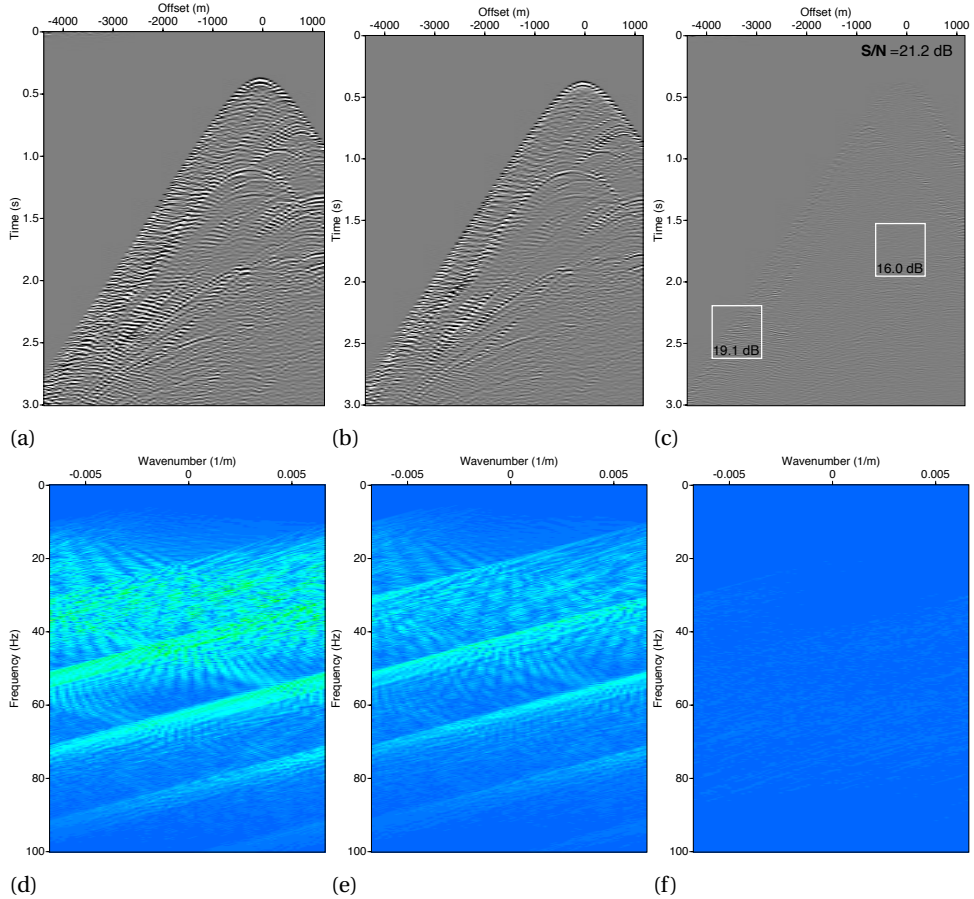 Offset (m)
-4000 -3000 -2000 -1000 0 1000
0
0.5
1.0
1.5
2.0
2.5
3.0
Time (s)
(a)
Offset (m)
-4000 -3000 -2000 -1000 0 1000
0
0.5
1.0
1.5
2.0
2.5
3.0
Time (s)
(b)
Offset (m)
-4000 -3000 -2000 -1000 0 1000
0
0.5
1.0
1.5
2.0
2.5
3.0
Time (s)
S/N =21.2 dB
16.0 dB
19.1 dB
(c)
Wavenumber (1/m)
-0.005 0 0.005
0
20
40
60
80
100
Frequency (Hz)
(d)
Wavenumber (1/m)
-0.005 0 0.005
0
20
40
60
80
100
Frequency (Hz)
(e)
Wavenumber (1/m)
-0.005 0 0.005
0
20
40
60
80
100
Frequency (Hz)
(f)